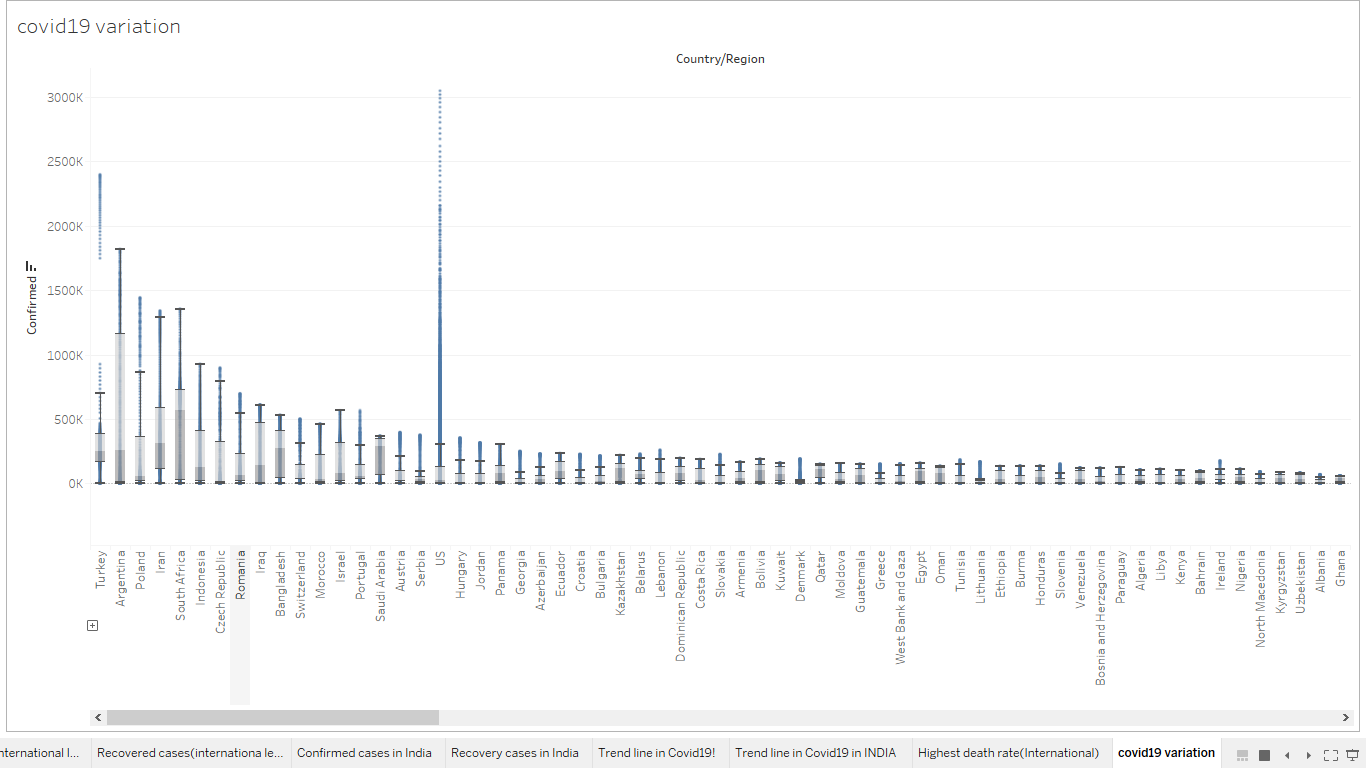 covid19 variation
Country/Region
3000K
2500K
2000K
1500K
1000K
500K
0K
Confirmed
Turkey
Argentina
Poland
Iran
South Africa
Indonesia
Czech Republic
Romania
Iraq
Bangladesh
Switzerland
Morocco
Israel
Portugal
Saudi Arabia
Austria
Serbia
US
Hungary
Jordan
Panama
Georgia
Azerbaijan
Ecuador
Croatia
Bulgaria
Kazakhstan
Belarus
Lebanon
Dominican Republic
Costa Rica
Slovakia
Armenia
Bolivia
Kuwait
Denmark
Qatar
Moldova
Guatemala
Greece
West Bank and Gaza
Egypt
Oman
Tunisia
Lithuania
Ethiopia
Burma
Honduras
Slovenia
Venezuela
Bosnia and Herzegovina
Paraguay
Algeria
Libya
Kenya
Bahrain
Ireland
Nigeria
North Macedonia
Kyrgyzstan
Uzbekistan
Albania
Ghana
nternational l... Recovered cases(internationa le... Confirmed cases in India Recovery cases in India Trend line in Covid19! Trend line in Covid19 in INDIA Highest death rate(International) covid19 variation